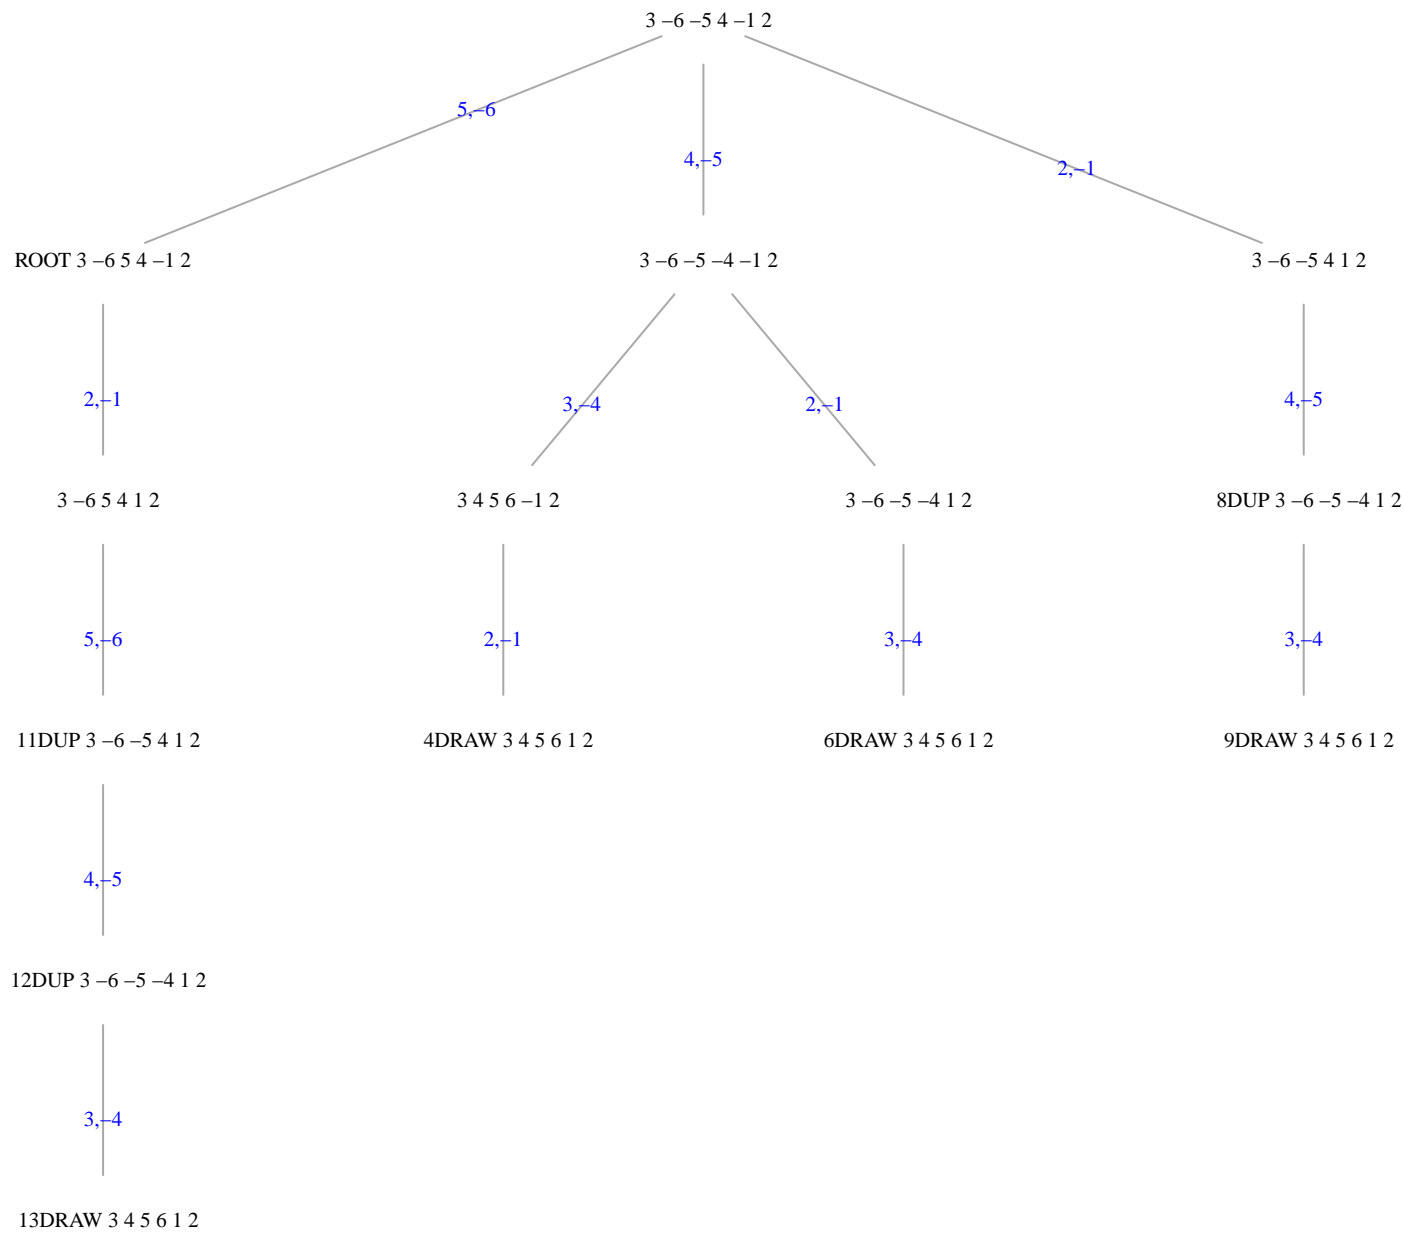 3 –6 –5 4 –1 2
5,–6
4,–5
2,–1
ROOT 3 –6 5 4 –1 2
3 –6 –5 –4 –1 2
3 –6 –5 4 1 2
2,–1
3,–4
2,–1
4,–5
3 –6 5 4 1 2
3 4 5 6 –1 2
3 –6 –5 –4 1 2
8DUP 3 –6 –5 –4 1 2
5,–6
2,–1
3,–4
3,–4
11DUP 3 –6 –5 4 1 2
4DRAW 3 4 5 6 1 2
6DRAW 3 4 5 6 1 2
9DRAW 3 4 5 6 1 2
4,–5
12DUP 3 –6 –5 –4 1 2
3,–4
13DRAW 3 4 5 6 1 2